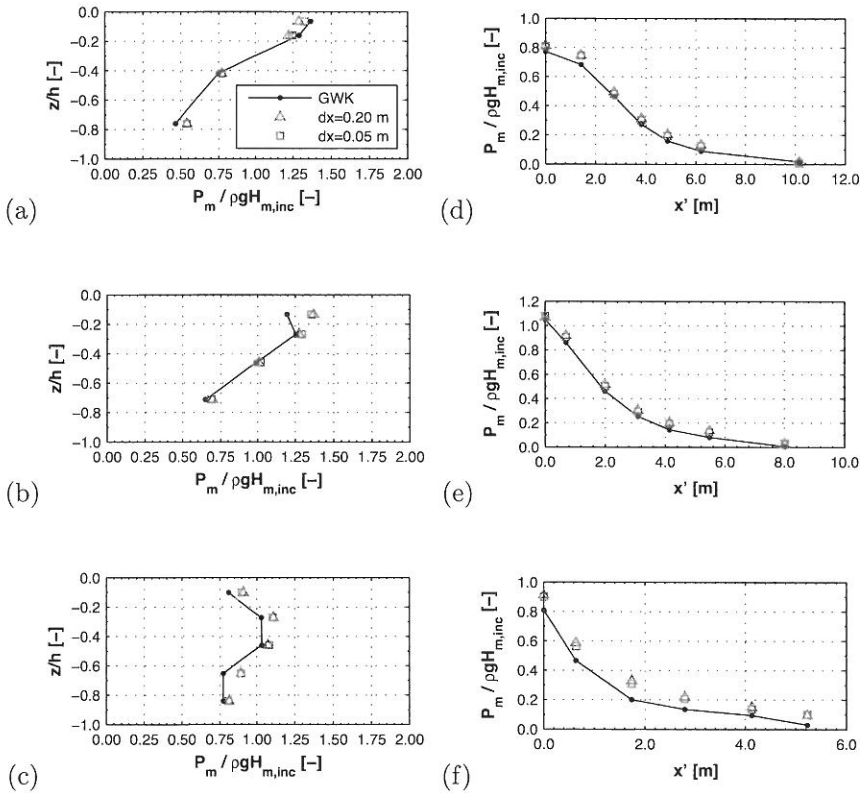 0.0
−0.2
−0.4
−0.6
−0.8
−1.0
z/h [−]
GWK
dx=0.20 m
dx=0.05 m
0.00 0.25 0.50 0.75 1.00 1.25 1.50 1.75 2.00
P_m / ρgH_m,inc [−]
(a)
1.0
0.8
0.6
0.4
0.2
0.0
P_m / ρgH_m,inc [−]
0.0 2.0 4.0 6.0 8.0 10.0 12.0
x' [m]
(d)
0.0
−0.2
−0.4
−0.6
−0.8
−1.0
z/h [−]
0.00 0.25 0.50 0.75 1.00 1.25 1.50 1.75 2.00
P_m / ρgH_m,inc [−]
(b)
1.2
1.0
0.8
0.6
0.4
0.2
0.0
P_m / ρgH_m,inc [−]
0.0 2.0 4.0 6.0 8.0 10.0
x' [m]
(e)
0.0
−0.2
−0.4
−0.6
−0.8
−1.0
z/h [−]
0.00 0.25 0.50 0.75 1.00 1.25 1.50 1.75 2.00
P_m / ρgH_m,inc [−]
(c)
1.0
0.8
0.6
0.4
0.2
0.0
P_m / ρgH_m,inc [−]
0.0 2.0 4.0 6.0
x' [m]
(f)